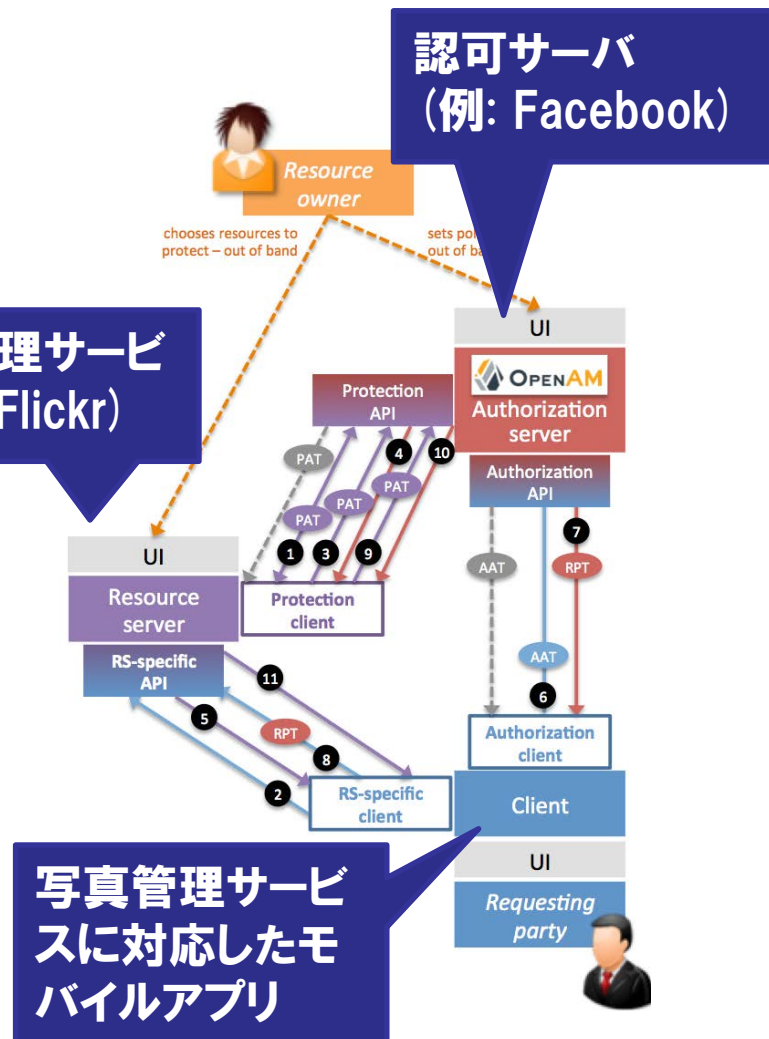 認可サーバ
(例: Facebook)
Resource
owner
chooses resources to
protect – out of band
sets
out of
UI
OPENAM
Authorization
server
理サービ
Flickr)
Protection
API
Authorization
API
PAT
4
10
PAT
PAT
PAT
1
3
9
7
AAT
RPT
AAT
6
UI
Resource
server
Protection
client
RS-specific
API
11
5
RPT
8
2
RS-specific
client
Authorization
client
Client
UI
Requesting
party
写真管理サービ
スに対応したモ
バイルアプリ